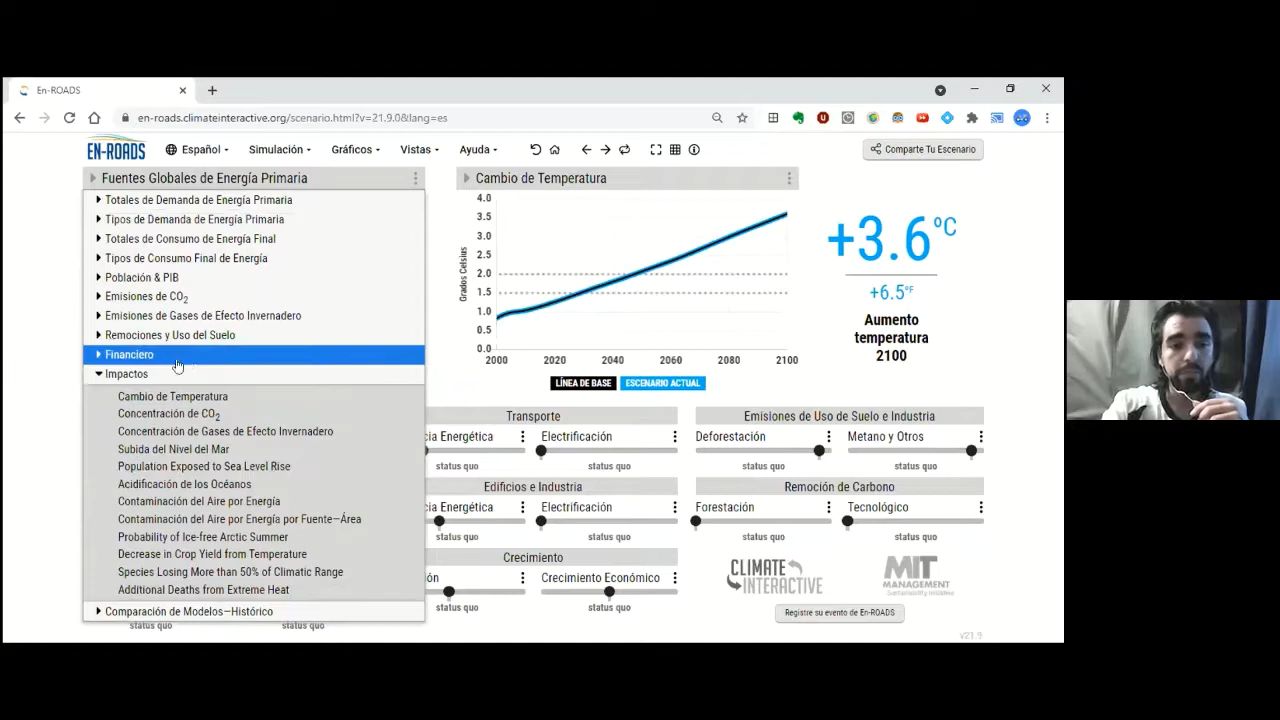 En-ROADS
en-roads.climateinteractive.org/scenario.html?v=21.9.0&lang=es
EN-ROADS
Español
Simulación
Gráficos
Vistas
Ayuda
Comparte Tu Escenario
Fuentes Globales de Energía Primaria
Totales de Demanda de Energía Primaria
Tipos de Demanda de Energía Primaria
Totales de Consumo de Energía Final
Tipos de Consumo Final de Energía
Población & PIB
Emisiones de CO2
Emisiones de Gases de Efecto Invernadero
Remociones y Uso del Suelo
Financiero
Impactos
Cambio de Temperatura
Concentración de CO2
Concentración de Gases de Efecto Invernadero
Subida del Nivel del Mar
Population Exposed to Sea Level Rise
Acidificación de los Océanos
Contaminación del Aire por Energía
Contaminación del Aire por Energía por Fuente—Área
Probability of Ice-free Arctic Summer
Decrease in Crop Yield from Temperature
Species Losing More than 50% of Climatic Range
Additional Deaths from Extreme Heat
Comparación de Modelos—Histórico
status quo
status quo
Cambio de Temperatura
Grados Celsius
4.0
3.5
3.0
2.5
2.0
1.5
1.0
0.5
0.0
2000
2020
2040
2060
2080
2100
LÍNEA DE BASE
ESCENARIO ACTUAL
+3.6°C
+6.5°F
Aumento
temperatura
2100
Transporte
cia Energética
Electrificación
status quo
status quo
Emisiones de Uso de Suelo e Industria
Deforestación
Metano y Otros
status quo
status quo
Edificios e Industria
cia Energética
Electrificación
status quo
status quo
Remoción de Carbono
Forestación
Tecnológico
status quo
status quo
Crecimiento
ón
Crecimiento Económico
status quo
status quo
CLIMATE
INTERACTIVE
MIT
MANAGEMENT
Registre su evento de En-ROADS
v21.9